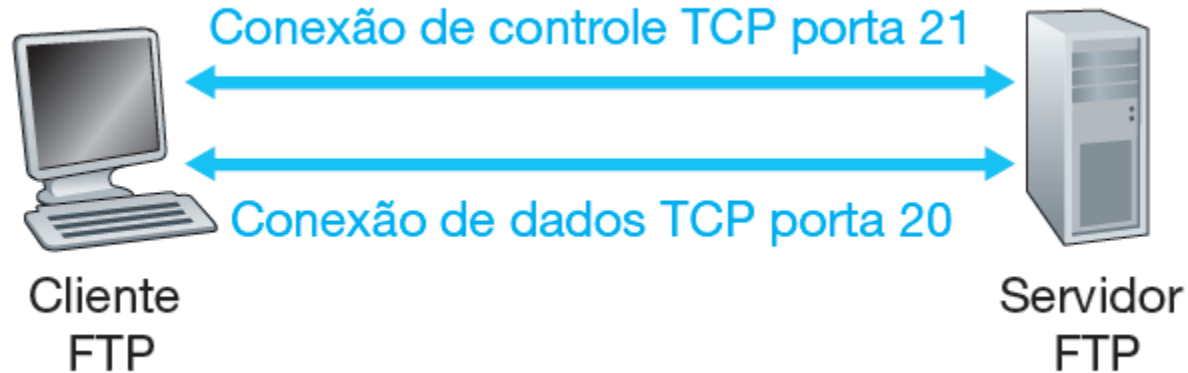 Conexão de controle TCP porta 21
Conexão de dados TCP porta 20
Cliente
FTP
Servidor
FTP